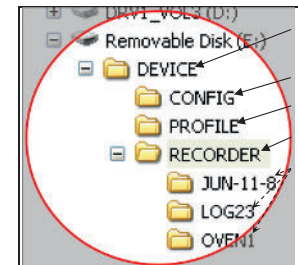 DRV1_VOL3 (D:)
Removable Disk (E:)
DEVICE
CONFIG
PROFILE
RECORDER
JUN-11-8
LOG23
OVEN1